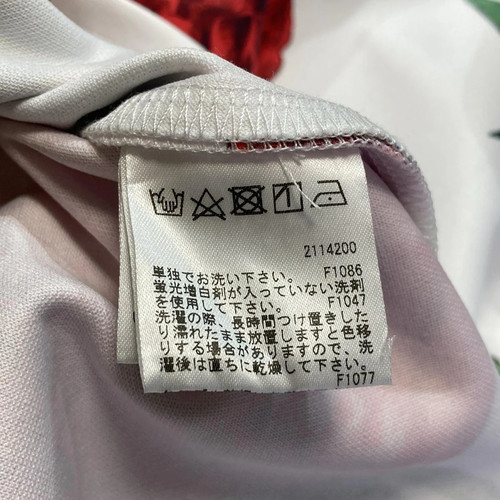 2114200
単独でお洗い下さい。 F1086
蛍光増白剤が入っていない洗剤
を使用して下さい。 F1047
洗濯の際、長時間つけ置きした
り濡れたまま放置しますと色移
りする場合がありますので、洗
濯後は直ちに乾燥して下さい。
F1077